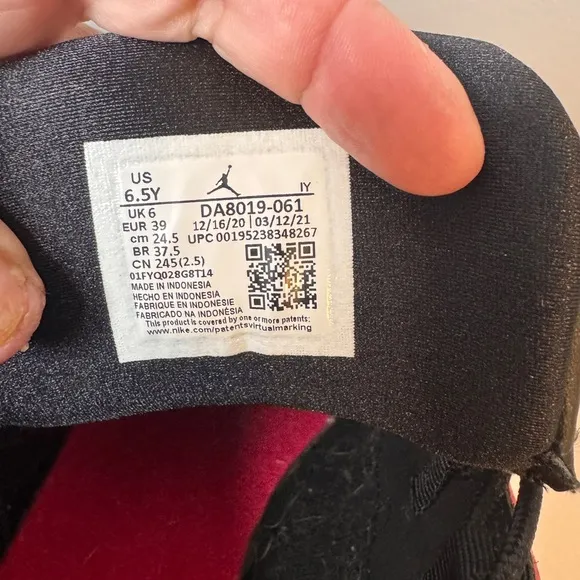 US
6.5Y IY
UK 6 DA8019-061
EUR 39 12/16/20 | 03/12/21
cm 24.5 UPC 00195238348267
BR 37.5
CN 245(2.5)
01FYQ028G8T14
MADE IN INDONESIA
HECHO EN INDONESIA
FABRIQUE EN INDONESIE
FABRICADO NA INDONÉSIA
This product is covered by one or more patents:
www.nike.com/patentsvirtualmarking